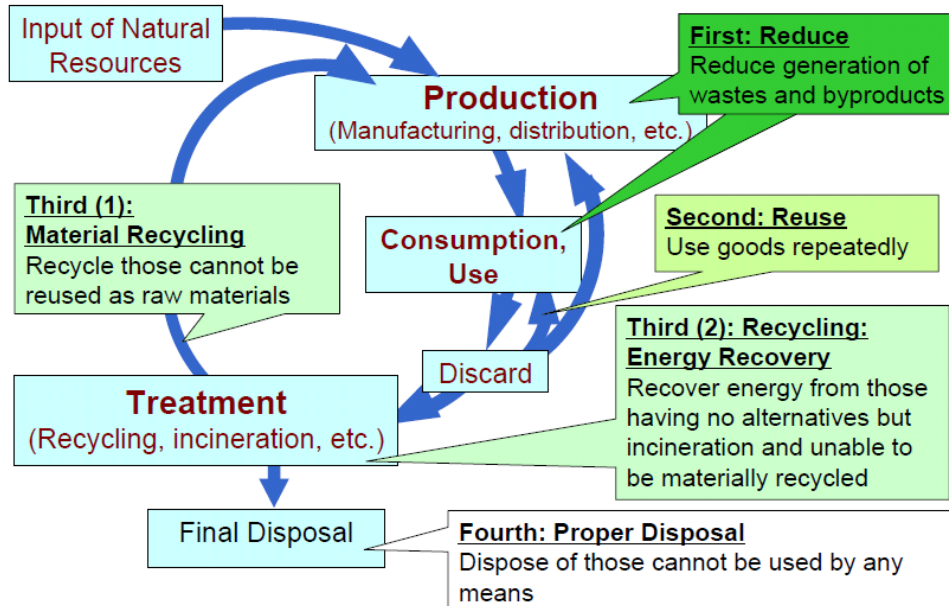 Input of Natural
Resources
First: Reduce
Reduce generation of
wastes and byproducts
Production
(Manufacturing, distribution, etc.)
Third (1):
Material Recycling
Recycle those cannot be
reused as raw materials
Consumption,
Use
Second: Reuse
Use goods repeatedly
Discard
Third (2): Recycling:
Energy Recovery
Recover energy from those
having no alternatives but
incineration and unable to
be materially recycled
Treatment
(Recycling, incineration, etc.)
Final Disposal
Fourth: Proper Disposal
Dispose of those cannot be used by any
means